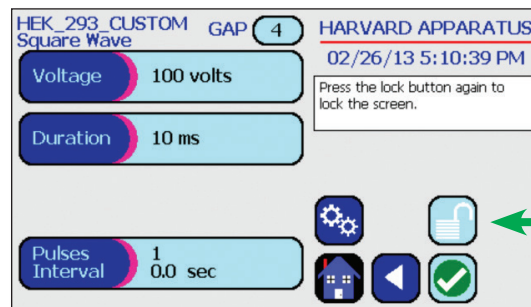 HEK_293_CUSTOM
Square Wave
GAP 4
HARVARD APPARATUS
02/26/13 5:10:39 PM
Voltage 100 volts
Press the lock button again to
lock the screen.
Duration 10 ms
Pulses 1
Interval 0.0 sec